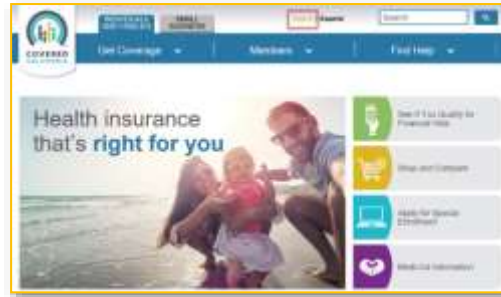 INDIVIDUALS
AND FAMILIES
SMALL
BUSINESS
Español
Search
COVERED
CALIFORNIA
Get Coverage
Members
Find Help
Health insurance
that's right for you
See if You Qualify for
Financial Help
Shop and Compare
Apply for Special
Enrollment
Medi-Cal Information